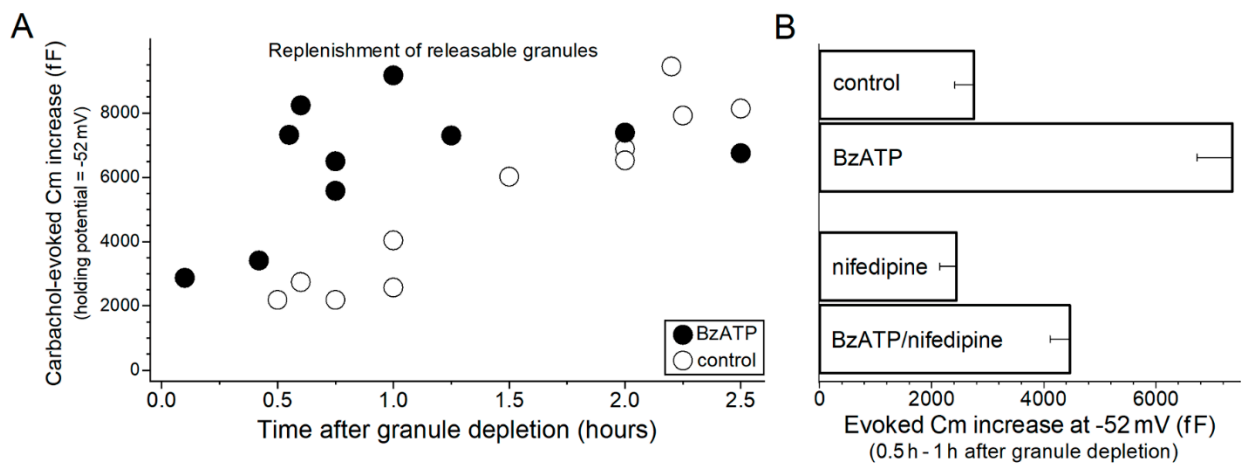 A
Replenishment of releasable granules
Carbachol-evoked Cm increase (fF)
(holding potential = -52 mV)
8000
6000
4000
2000
0
BzATP
control
0.0 0.5 1.0 1.5 2.0 2.5
Time after granule depletion (hours)
B
control
BzATP
nifedipine
BzATP/nifedipine
0 2000 4000 6000
Evoked Cm increase at -52 mV (fF)
(0.5 h - 1 h after granule depletion)